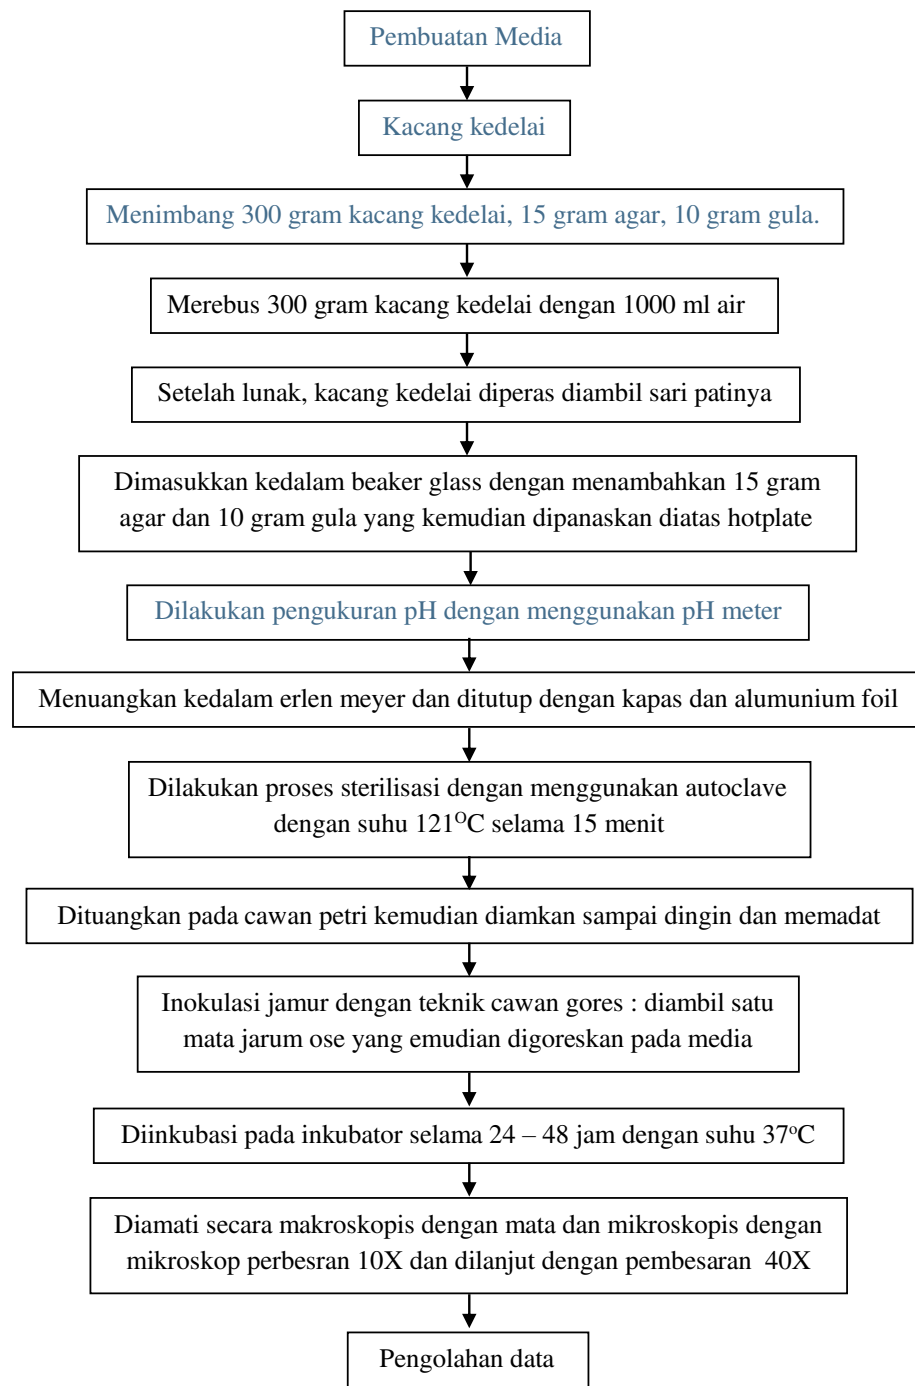 Pembuatan Media
Kacang kedelai
Menimbang 300 gram kacang kedelai, 15 gram agar, 10 gram gula.
Merebus 300 gram kacang kedelai dengan 1000 ml air
Setelah lunak, kacang kedelai diperas diambil sari patinya
Dimasukkan kedalam beaker glass dengan menambahkan 15 gram
agar dan 10 gram gula yang kemudian dipanaskan diatas hotplate
Dilakukan pengukuran pH dengan menggunakan pH meter
Menuangkan kedalam erlen meyer dan ditutup dengan kapas dan alumunium foil
Dilakukan proses sterilisasi dengan menggunakan autoclave
dengan suhu 121ᴼC selama 15 menit
Dituangkan pada cawan petri kemudian diamkan sampai dingin dan memadat
Inokulasi jamur dengan teknik cawan gores : diambil satu
mata jarum ose yang emudian digoreskan pada media
Diinkubasi pada inkubator selama 24 – 48 jam dengan suhu 37ᵒC
Diamati secara makroskopis dengan mata dan mikroskopis dengan
mikroskop perbesran 10X dan dilanjut dengan pembesaran 40X
Pengolahan data